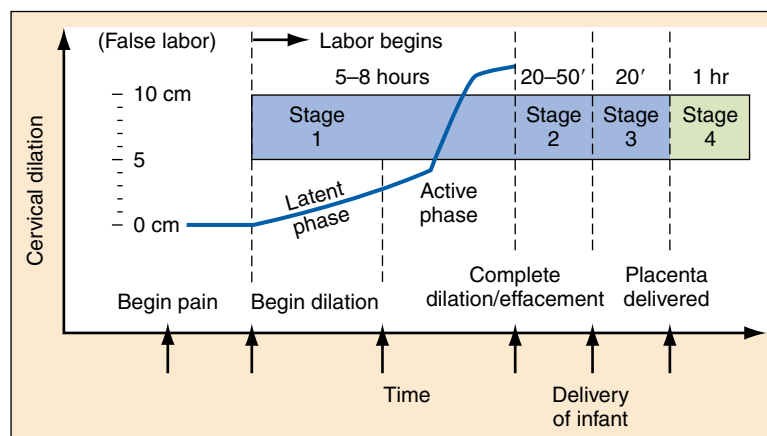 (False labor)
Labor begins
5–8 hours
20–50′
20′
1 hr
10 cm
5
0 cm
Cervical dilation
Stage
1
Stage
2
Stage
3
Stage
4
Latent
phase
Active
phase
Begin pain
Begin dilation
Complete
dilation/effacement
Placenta
delivered
Time
Delivery
of infant